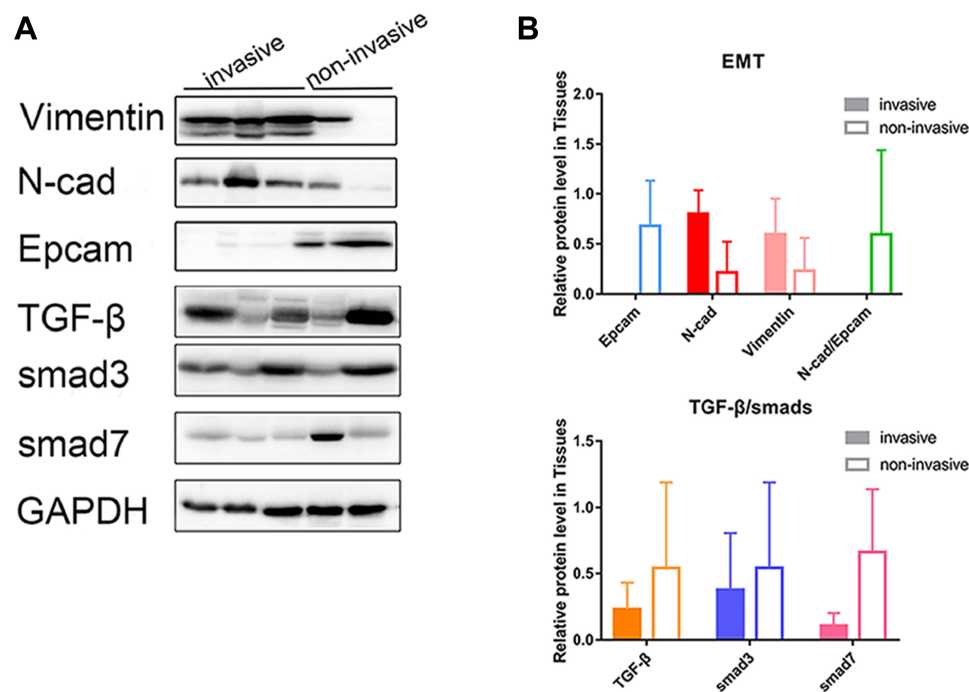 A
invasive
non-invasive
Vimentin
N-cad
Epcam
TGF-β
smad3
smad7
GAPDH
B
EMT
Relative protein level in Tissues
2.0
1.5
1.0
0.5
0.0
invasive
non-invasive
Epcam
N-cad
Vimentin
N-cad/Epcam
TGF-β/smads
Relative protein level in Tissues
1.5
1.0
0.5
0.0
invasive
non-invasive
TGF-β
smad3
smad7